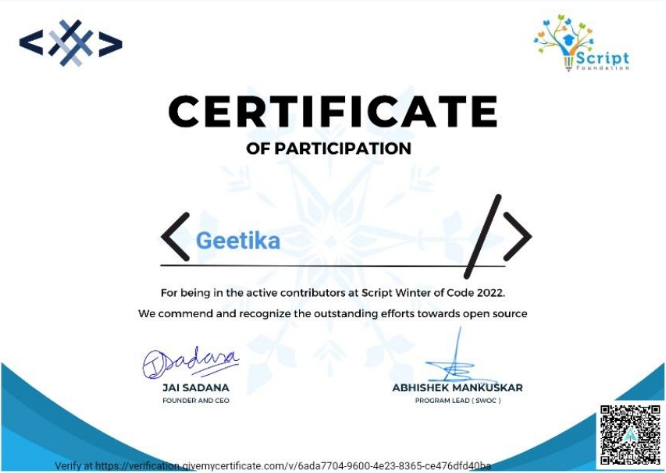 Script
Foundation
CERTIFICATE
OF PARTICIPATION
Geetika
For being in the active contributors at Script Winter of Code 2022.
We commend and recognize the outstanding efforts towards open source
JSadana
JAI SADANA
FOUNDER AND CEO
ABHISHEK MANKUSKAR
PROGRAM LEAD ( SWOC )
Verify at https://verification.givemycertificate.com/v/6ada7704-9600-4e23-8365-ce476dfd40ba